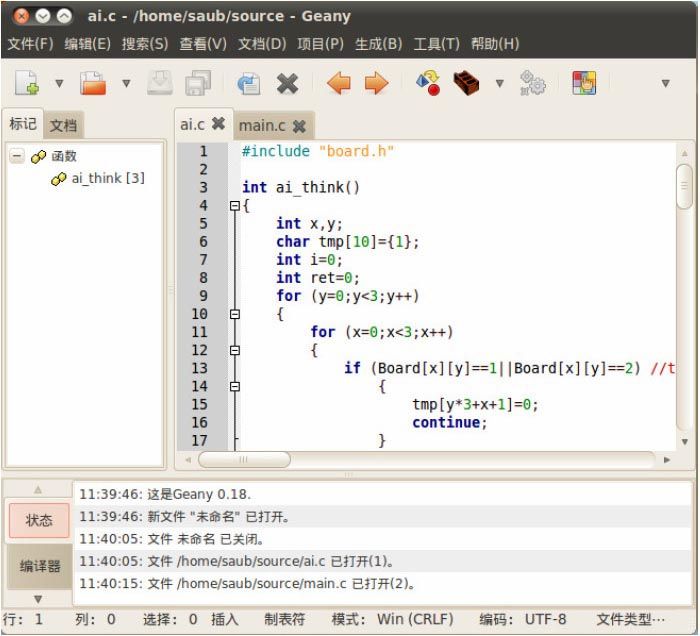 ai.c - /home/saub/source - Geany
文件(F) 编辑(E) 搜索(S) 查看(V) 文档(D) 项目(P) 生成(B) 工具(T) 帮助(H)
标记 文档
函数
ai_think [3]
ai.c main.c
1 #include "board.h"
2
3 int ai_think()
4 {
5 int x,y;
6 char tmp[10]={1};
7 int i=0;
8 int ret=0;
9 for (y=0;y<3;y++)
10 {
11 for (x=0;x<3;x++)
12 {
13 if (Board[x][y]==1||Board[x][y]==2) //t
14 {
15 tmp[y*3+x+1]=0;
16 continue;
17 }
状态
编译器
11:39:46: 这是Geany 0.18.
11:39:46: 新文件 "未命名" 已打开。
11:40:05: 文件 未命名 已关闭。
11:40:05: 文件 /home/saub/source/ai.c 已打开(1)。
11:40:15: 文件 /home/saub/source/main.c 已打开(2)。
行: 1 列: 0 选择: 0 插入 制表符 模式: Win (CRLF) 编码: UTF-8 文件类型…